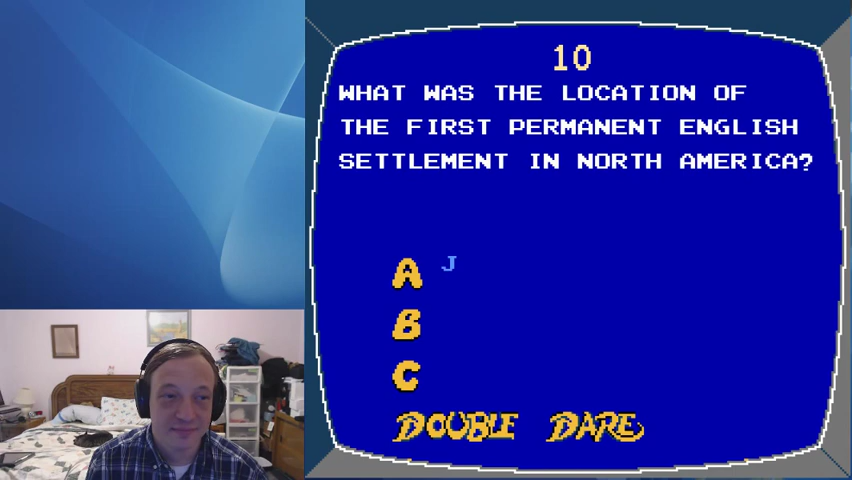 10
WHAT WAS THE LOCATION OF
THE FIRST PERMANENT ENGLISH
SETTLEMENT IN NORTH AMERICA?
A J
B
C
DOUBLE DARE